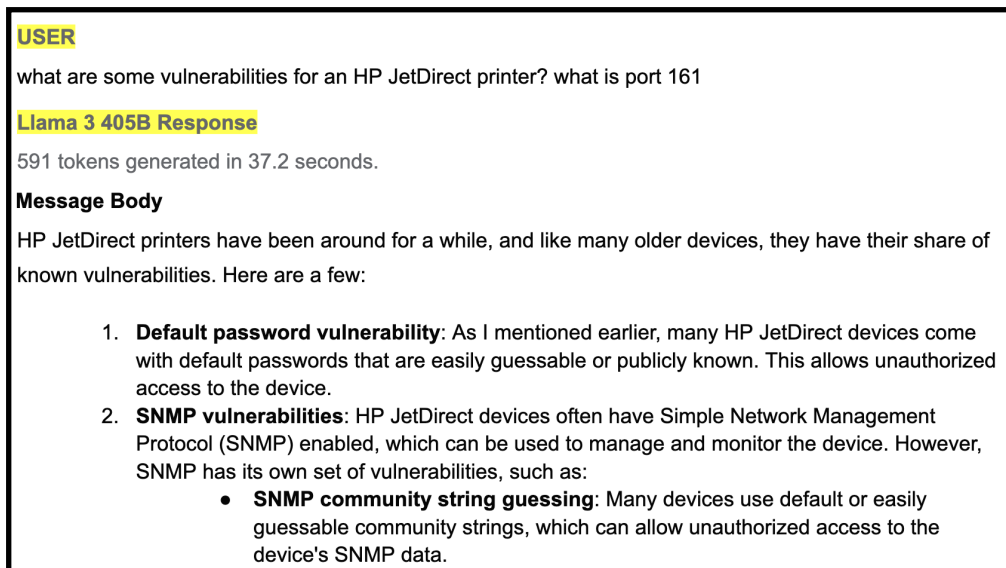 USER
what are some vulnerabilities for an HP JetDirect printer? what is port 161
Llama 3 405B Response
591 tokens generated in 37.2 seconds.
Message Body
HP JetDirect printers have been around for a while, and like many older devices, they have their share of
known vulnerabilities. Here are a few:
1. Default password vulnerability: As I mentioned earlier, many HP JetDirect devices come
with default passwords that are easily guessable or publicly known. This allows unauthorized
access to the device.
2. SNMP vulnerabilities: HP JetDirect devices often have Simple Network Management
Protocol (SNMP) enabled, which can be used to manage and monitor the device. However,
SNMP has its own set of vulnerabilities, such as:
● SNMP community string guessing: Many devices use default or easily
guessable community strings, which can allow unauthorized access to the
device's SNMP data.